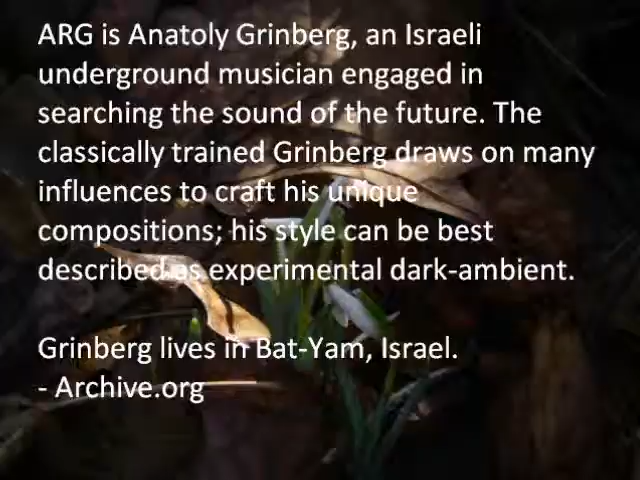 ARG is Anatoly Grinberg, an Israeli
underground musician engaged in
searching the sound of the future. The
classically trained Grinberg draws on many
influences to craft his unique
compositions; his style can be best
described as experimental dark-ambient.
Grinberg lives in Bat-Yam, Israel.
- Archive.org